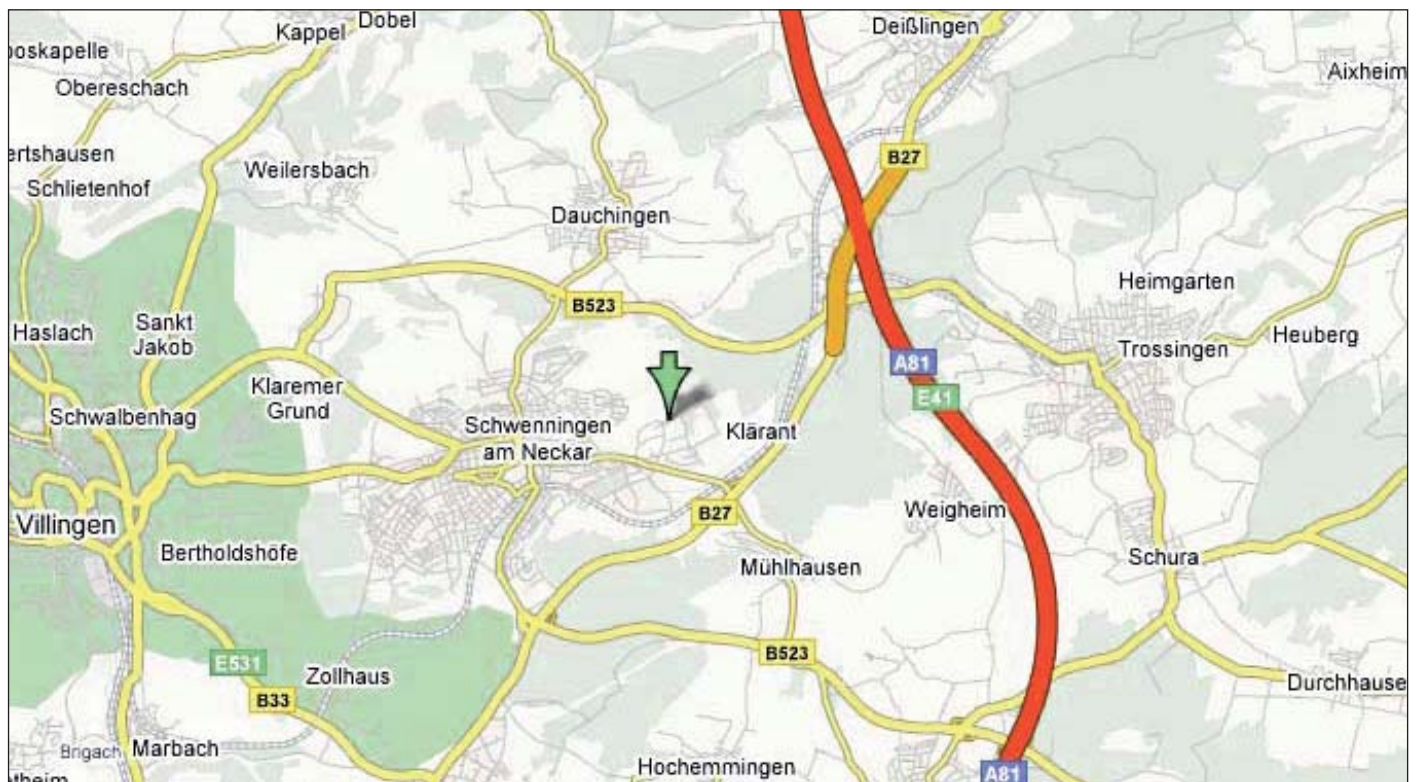 Dobel
Kappel
Deißlingen
boskapelle
Aixheim
Obereschach
ertshausen
Weilersbach
B27
Schlietenhof
Dauchingen
Heimgarten
B523
Sankt
Jakob
Haslach
Heuberg
Trossingen
A81
Klaremer
Grund
E41
Schwalbenhag
Schwenningen
am Neckar
Klärant
B27
Weigheim
Villingen
Bertholdshöfe
Schura
Mühlhausen
B523
E531
Zollhaus
Durchhause
B33
Marbach
Brigach
Hochemmingen
A81